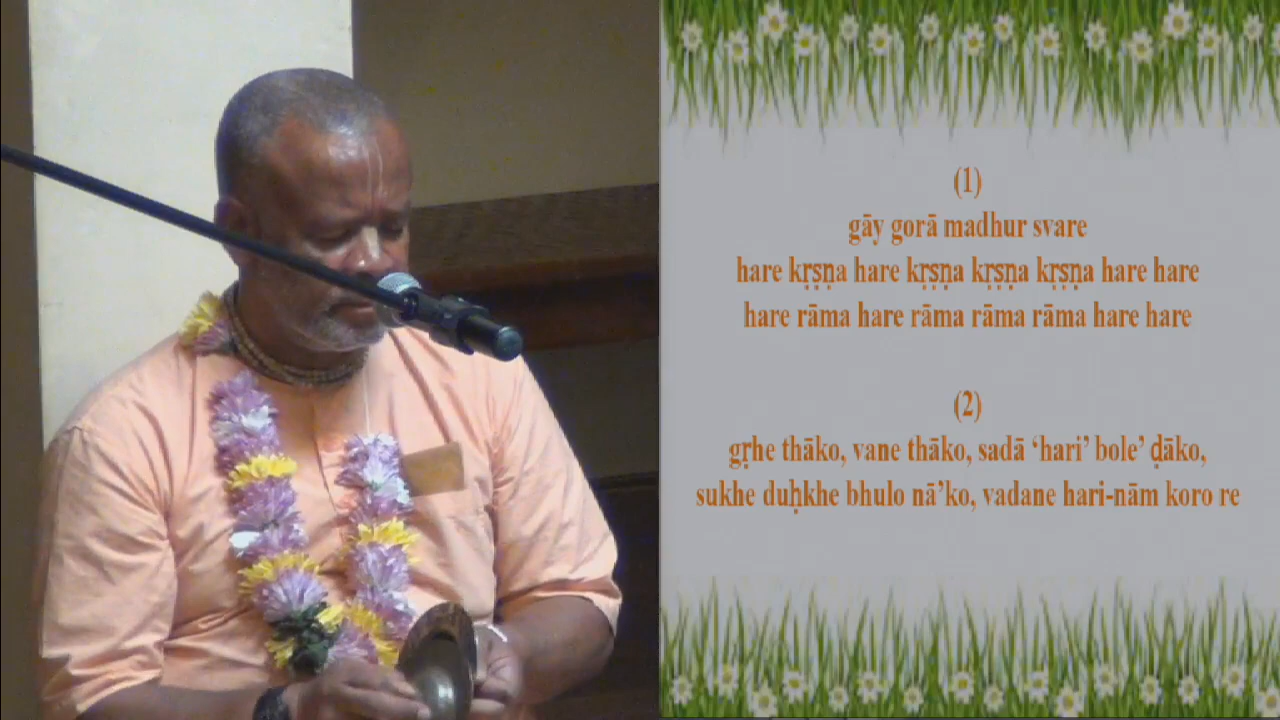 (1)
gāy gorā madhur svare
hare kṛṣṇa hare kṛṣṇa kṛṣṇa kṛṣṇa hare hare
hare rāma hare rāma rāma rāma hare hare
(2)
gṛhe thāko, vane thāko, sadā ‘hari’ bole’ ḍāko,
sukhe duḥkhe bhulo nā’ko, vadane hari-nām koro re